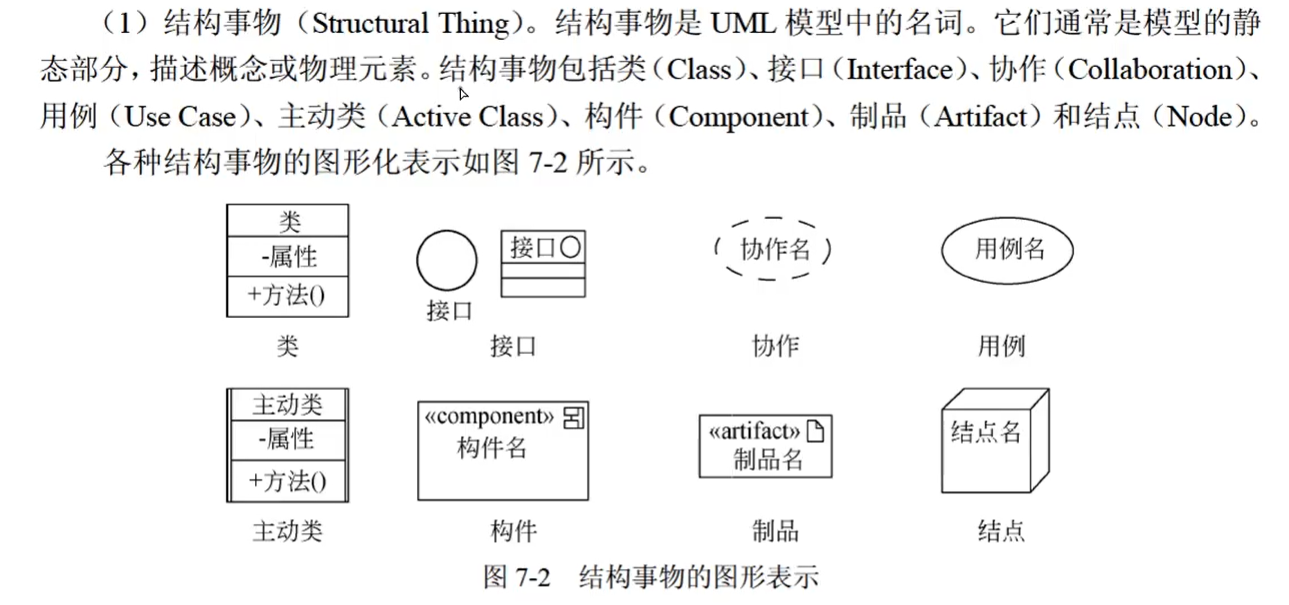 （1）结构事物（Structural Thing）。结构事物是 UML 模型中的名词。它们通常是模型的静
态部分，描述概念或物理元素。结构事物包括类（Class）、接口（Interface）、协作（Collaboration）、
用例（Use Case）、主动类（Active Class）、构件（Component）、制品（Artifact）和结点（Node）。
各种结构事物的图形化表示如图 7-2 所示。
类
-属性
+方法()
类
接口
接口
接口
协作名
协作
用例名
用例
主动类
-属性
+方法()
主动类
«component»
构件名
构件
«artifact»
制品名
制品
结点名
结点
图 7-2 结构事物的图形表示